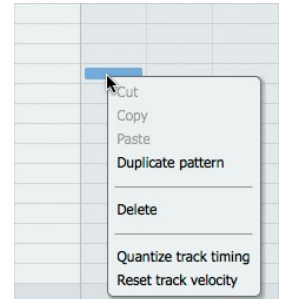 Cut
Copy
Paste
Duplicate pattern
Delete
Quantize track timing
Reset track velocity